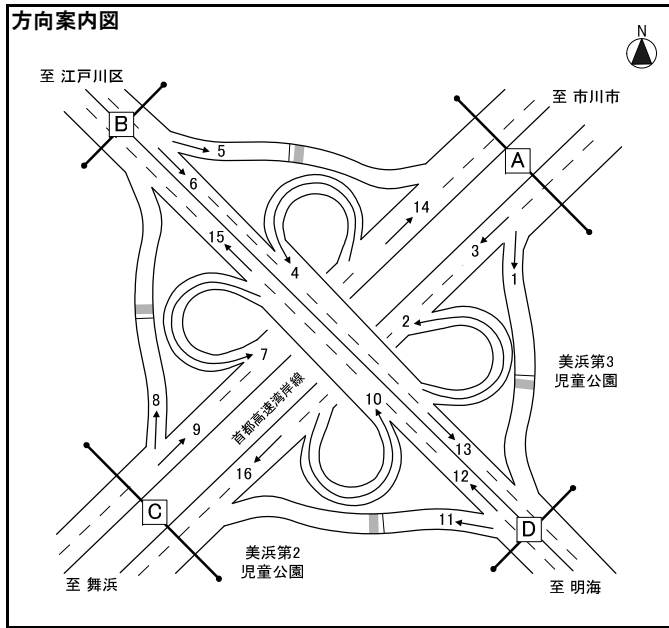 方向案内図
N
至 江戸川区
至 市川市
B
A
5
6
14
15
3
4
1
2
7
美浜第3
児童公園
首都高速湾岸線
8
10
9
13
16
12
C
D
11
美浜第2
児童公園
至 舞浜
至 明海